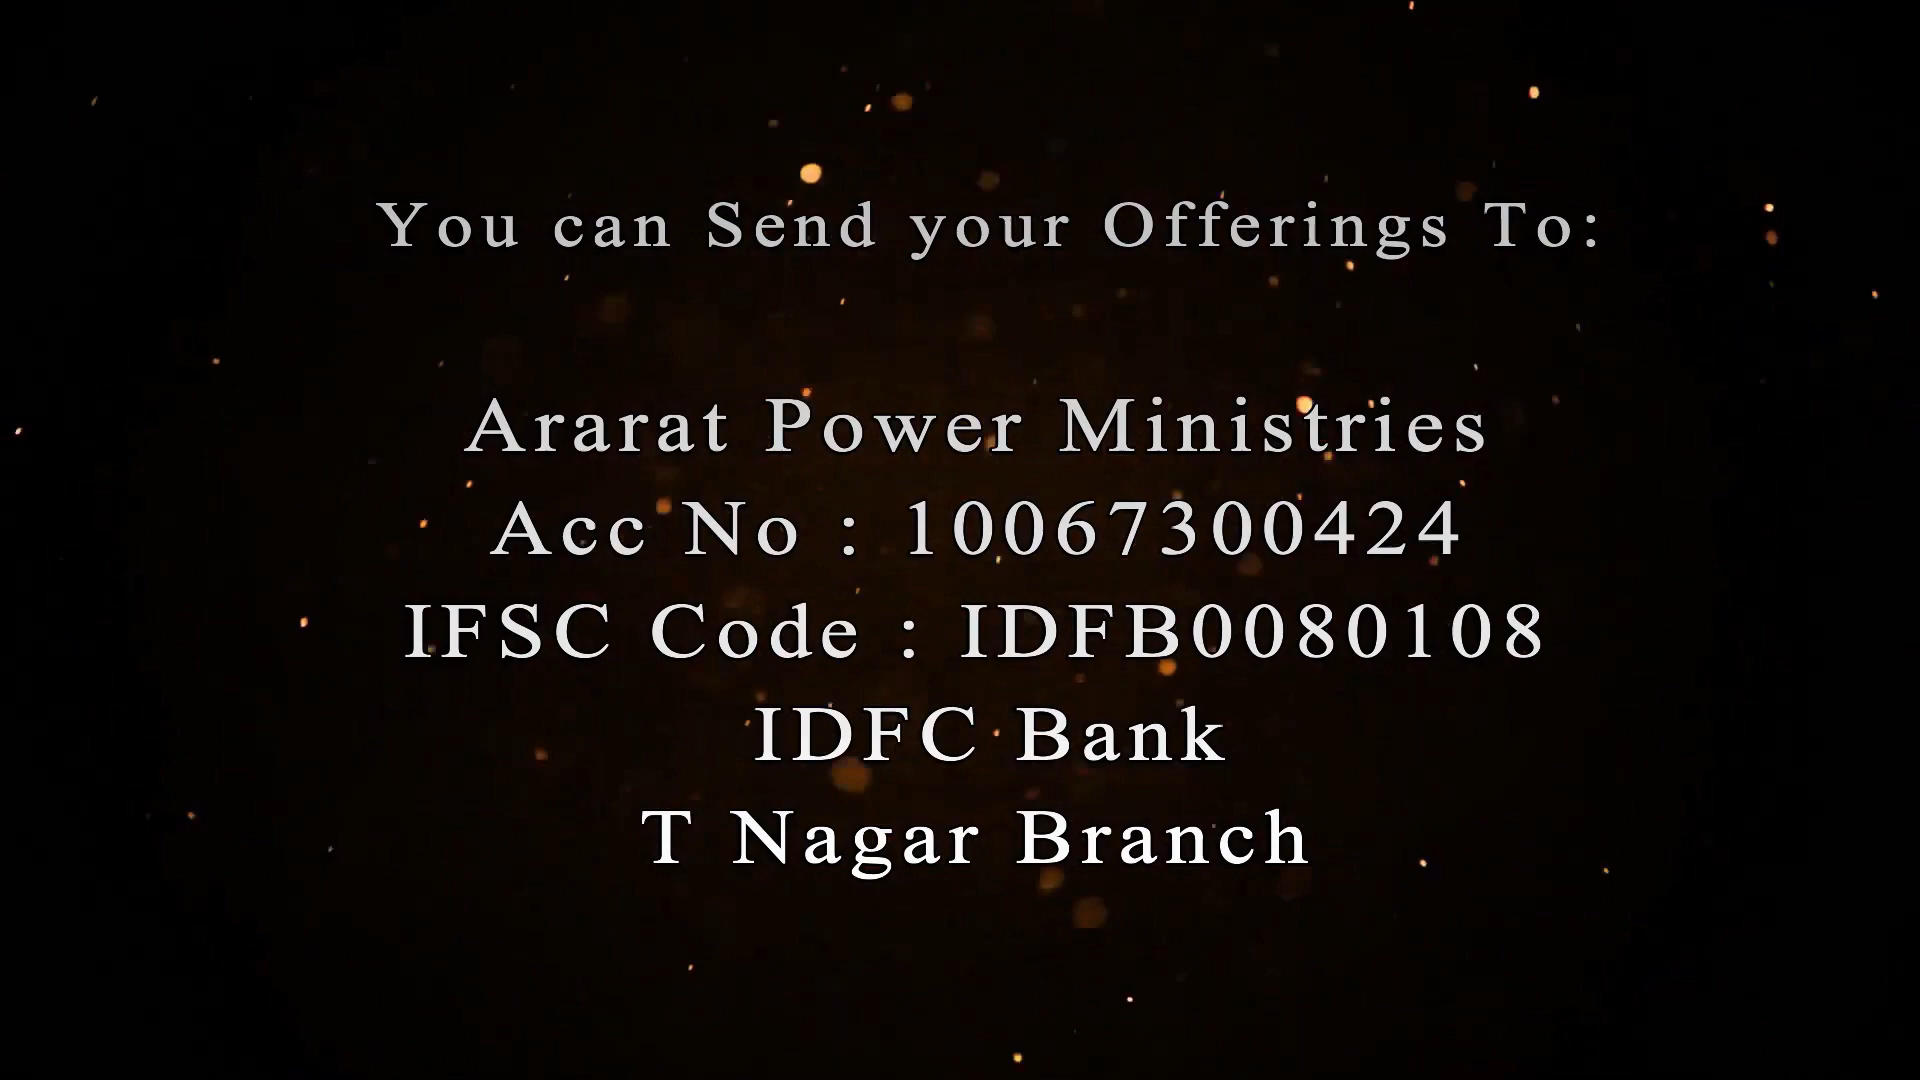 You can Send your Offerings To:
Ararat Power Ministries
Acc No : 10067300424
IFSC Code : IDFB0080108
IDFC Bank
T Nagar Branch